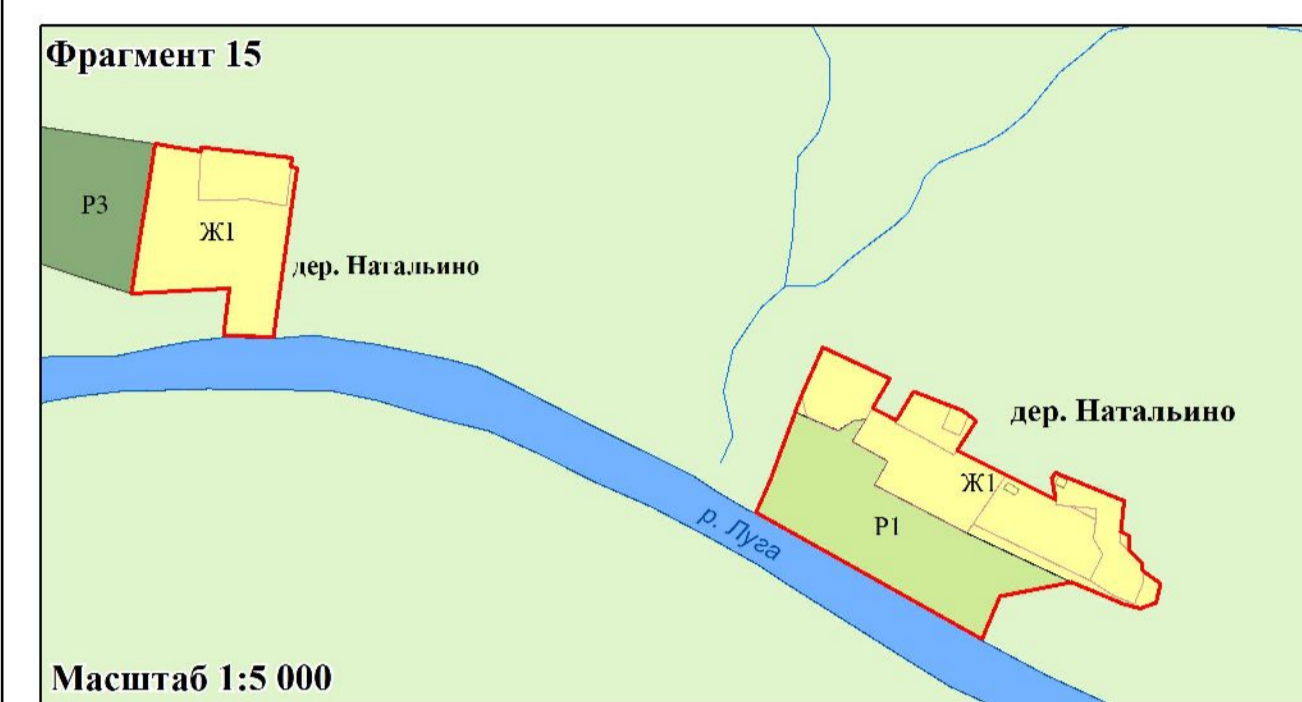 Фрагмент 15
Р3
Ж1
дер. Натальино
дер. Натальино
Ж1
Р1
р. Луга
Масштаб 1:5 000